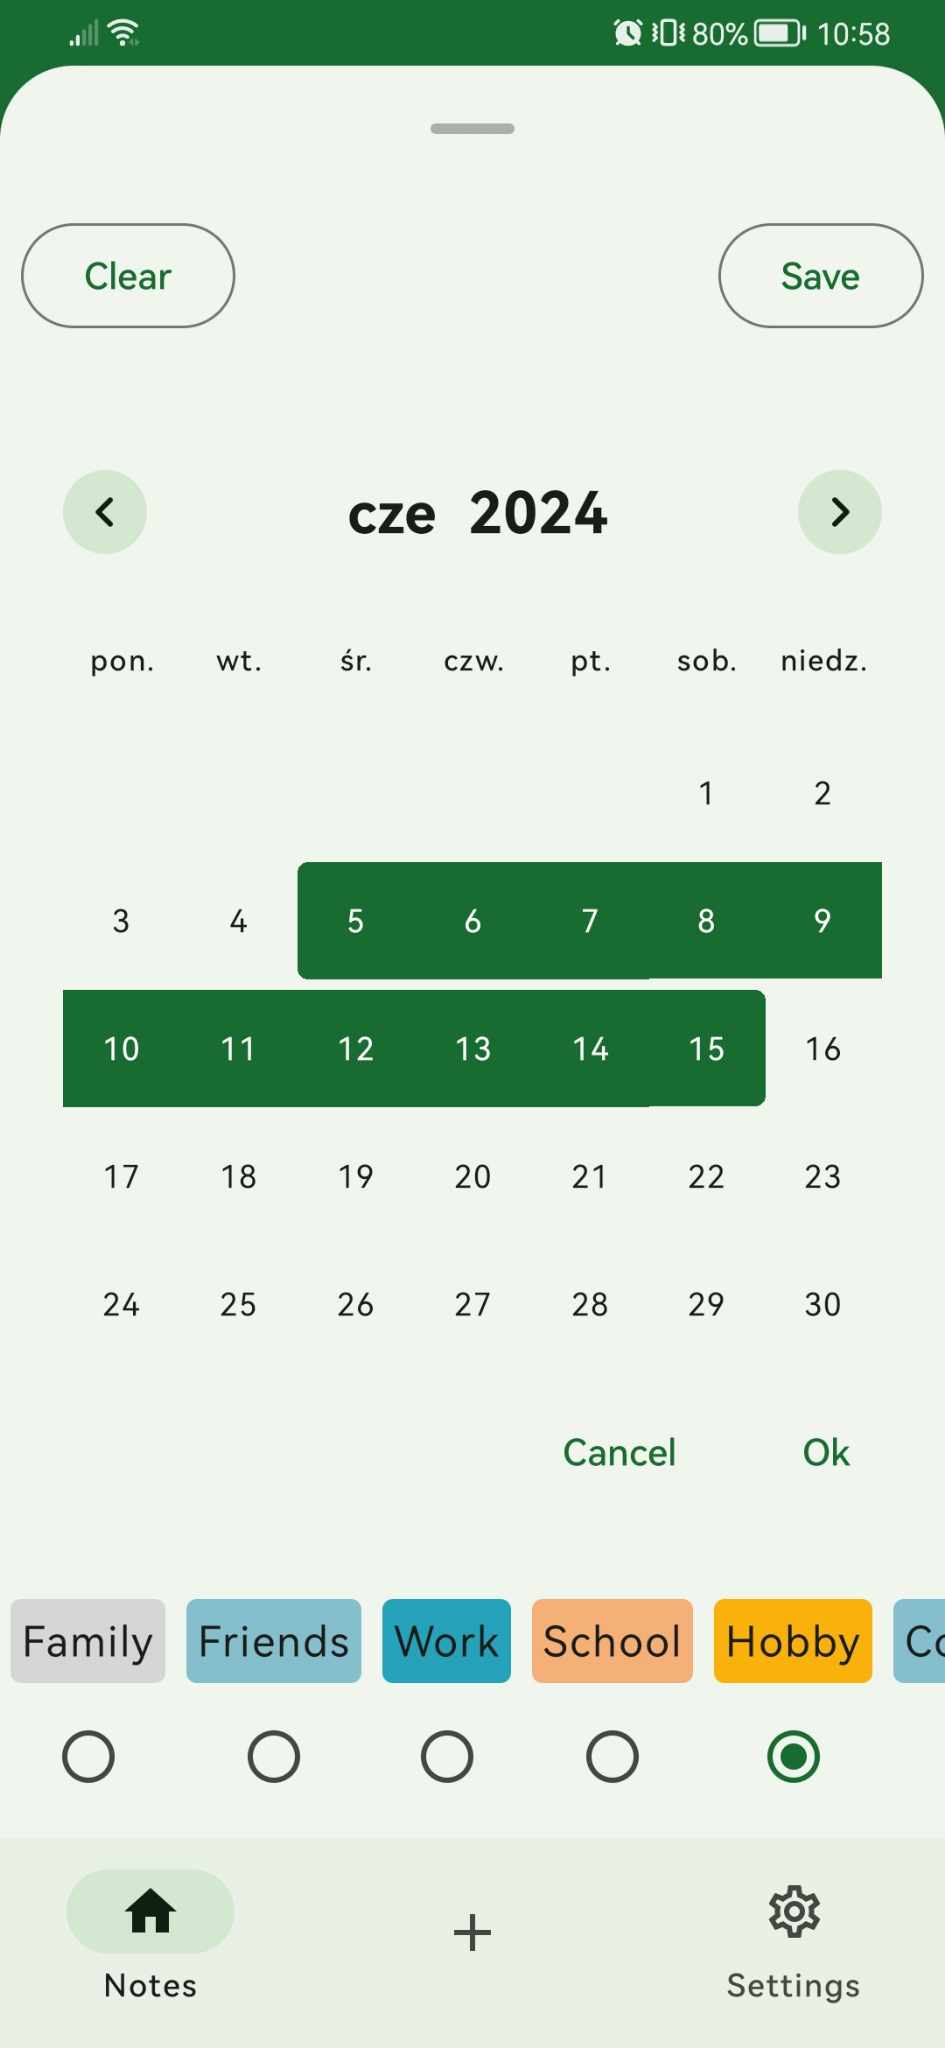 80% 10:58
Clear Save
cze 2024
pon. wt. śr. czw. pt. sob. niedz.
1 2
3 4 5 6 7 8 9
10 11 12 13 14 15 16
17 18 19 20 21 22 23
24 25 26 27 28 29 30
Cancel Ok
Family Friends Work School Hobby Co
Notes Settings